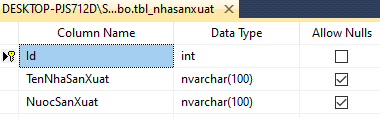 DESKTOP-PJS712D\S...bo.tbl_nhasanxuat
Column Name Data Type Allow Nulls
Id int
TenNhaSanXuat nvarchar(100)
NuocSanXuat nvarchar(100)